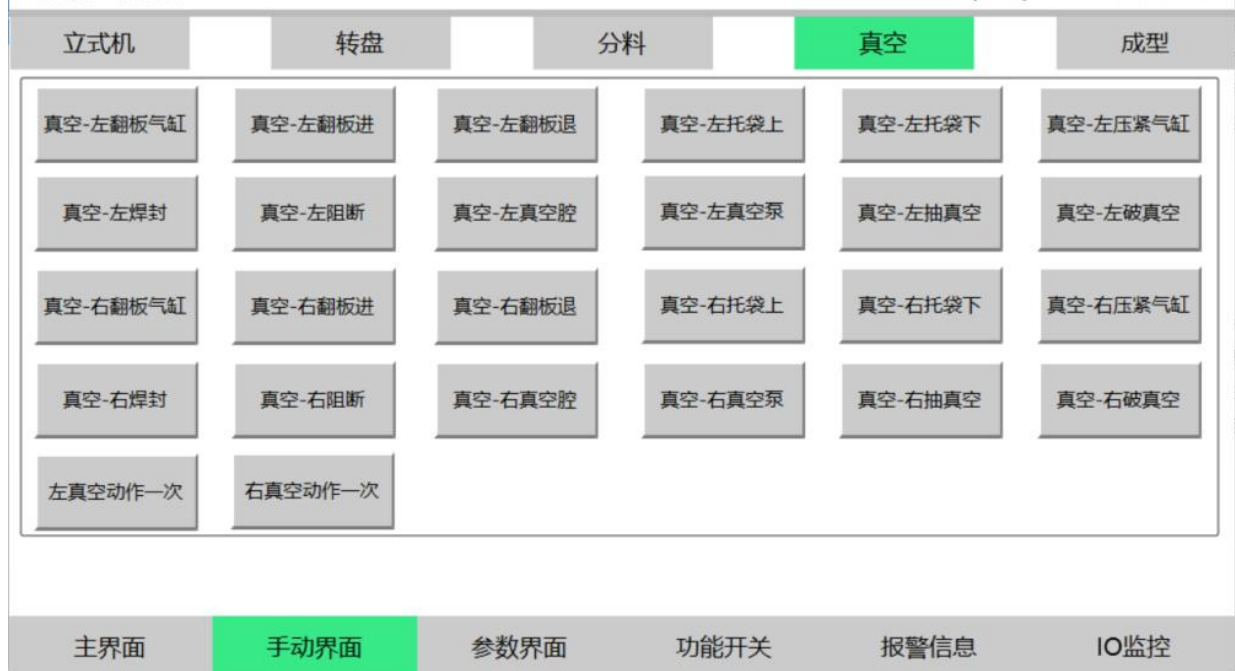 立式机 转盘 分料 真空 成型
真空-左翻板气缸 真空-左翻板进 真空-左翻板退 真空-左托袋上 真空-左托袋下 真空-左压紧气缸
真空-左焊封 真空-左阻断 真空-左真空腔 真空-左真空泵 真空-左抽真空 真空-左破真空
真空-右翻板气缸 真空-右翻板进 真空-右翻板退 真空-右托袋上 真空-右托袋下 真空-右压紧气缸
真空-右焊封 真空-右阻断 真空-右真空腔 真空-右真空泵 真空-右抽真空 真空-右破真空
左真空动作一次 右真空动作一次
主界面 手动界面 参数界面 功能开关 报警信息 IO监控